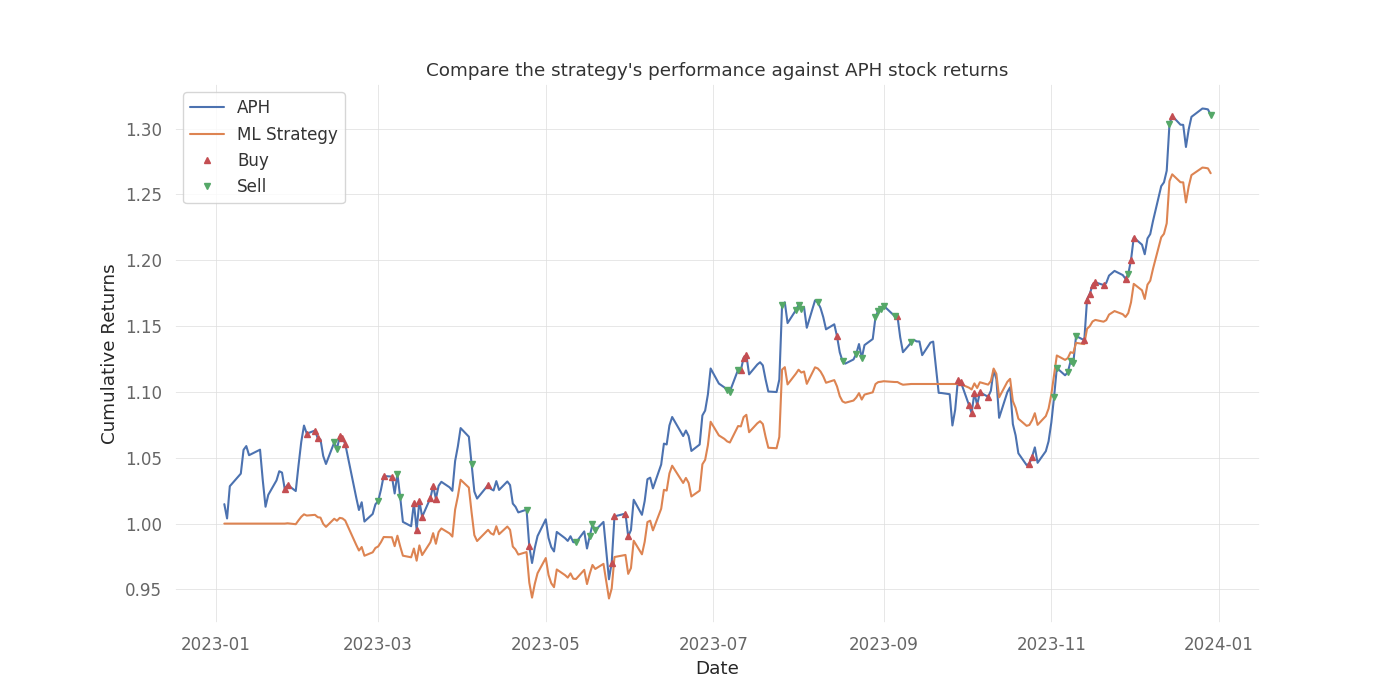 Compare the strategy's performance against APH stock returns
APH
ML Strategy
Buy
Sell
Cumulative Returns
1.30
1.25
1.20
1.15
1.10
1.05
1.00
0.95
2023-01 2023-03 2023-05 2023-07 2023-09 2023-11 2024-01
Date